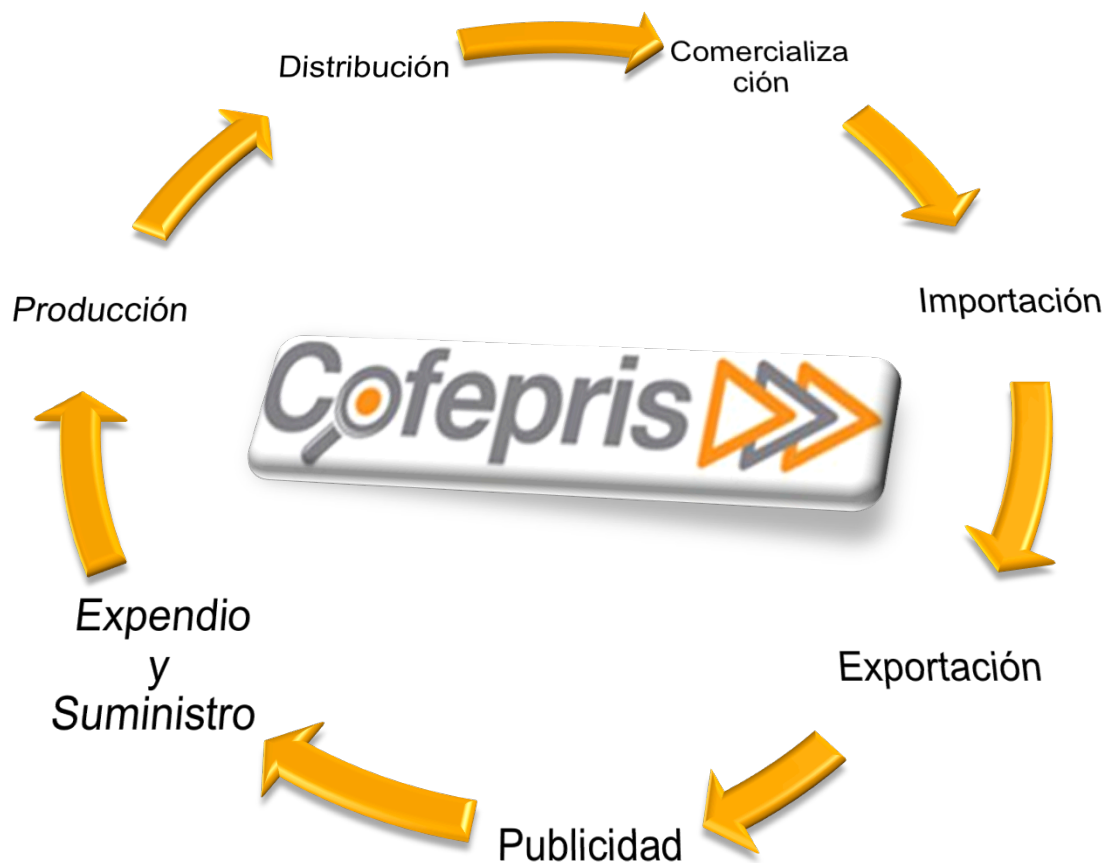 Distribución
Comercializa
ción
Producción
Importación
Cofepris
Expendio
y
Suministro
Exportación
Publicidad